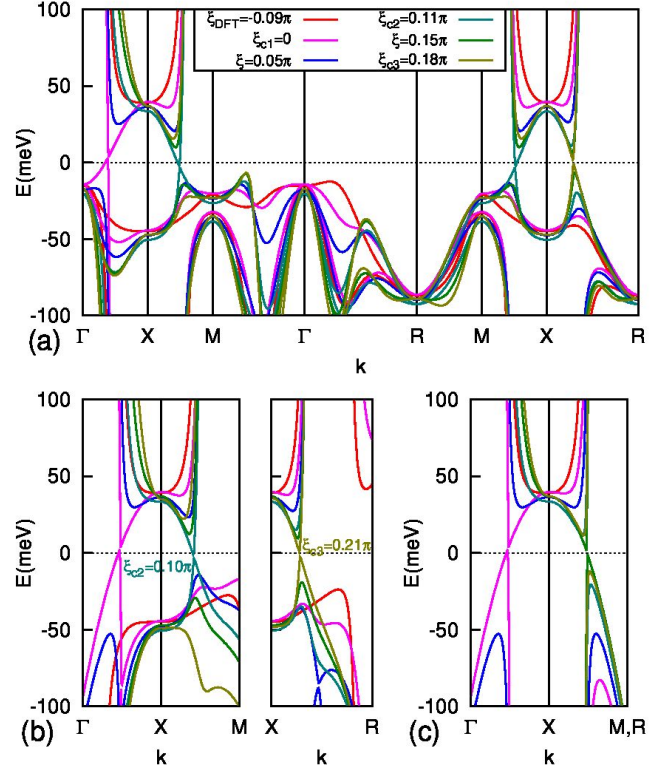 ξDFT=-0.09π ξc2=0.11π
ξc1=0 ξ=0.15π
ξ=0.05π ξc3=0.18π
E(meV)
100
50
0
-50
-100
(a)
Γ X M Γ R M X R
k
E(meV)
100
50
0
-50
-100
ξc2=0.10π
ξc3=0.21π
(b)
Γ X M
k
X R
k
E(meV)
100
50
0
-50
-100
(c)
Γ X M,R
k